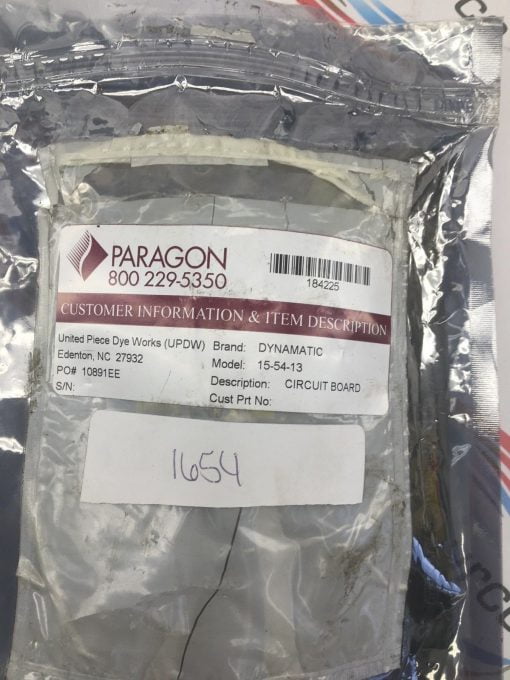 PARAGON
800 229-5350
184225
CUSTOMER INFORMATION & ITEM DESCRIPTION
United Piece Dye Works (UPDW)
Edenton, NC 27932
PO# 10891EE
S/N:
Brand: DYNAMATIC
Model: 15-54-13
Description: CIRCUIT BOARD
Cust Prt No:
1654